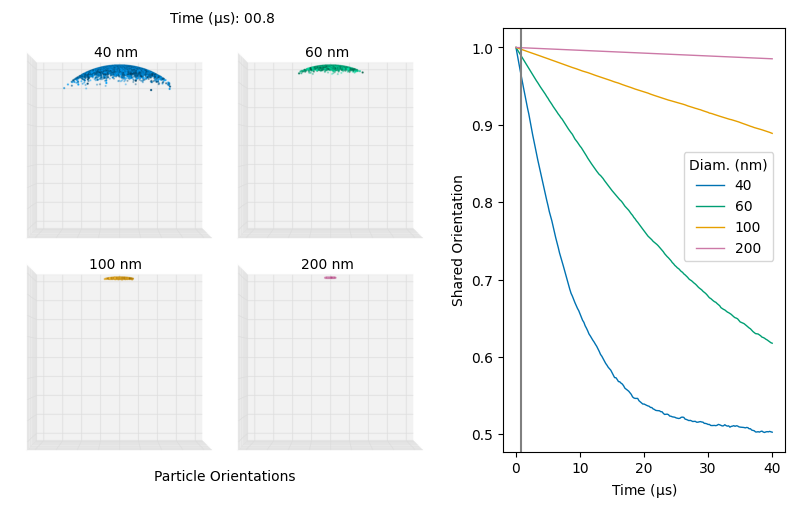 Time (µs): 00.8
40 nm
60 nm
100 nm
200 nm
Particle Orientations
Shared Orientation
1.0
0.9
0.8
0.7
0.6
0.5
Diam. (nm)
40
60
100
200
0
10
20
30
40
Time (µs)